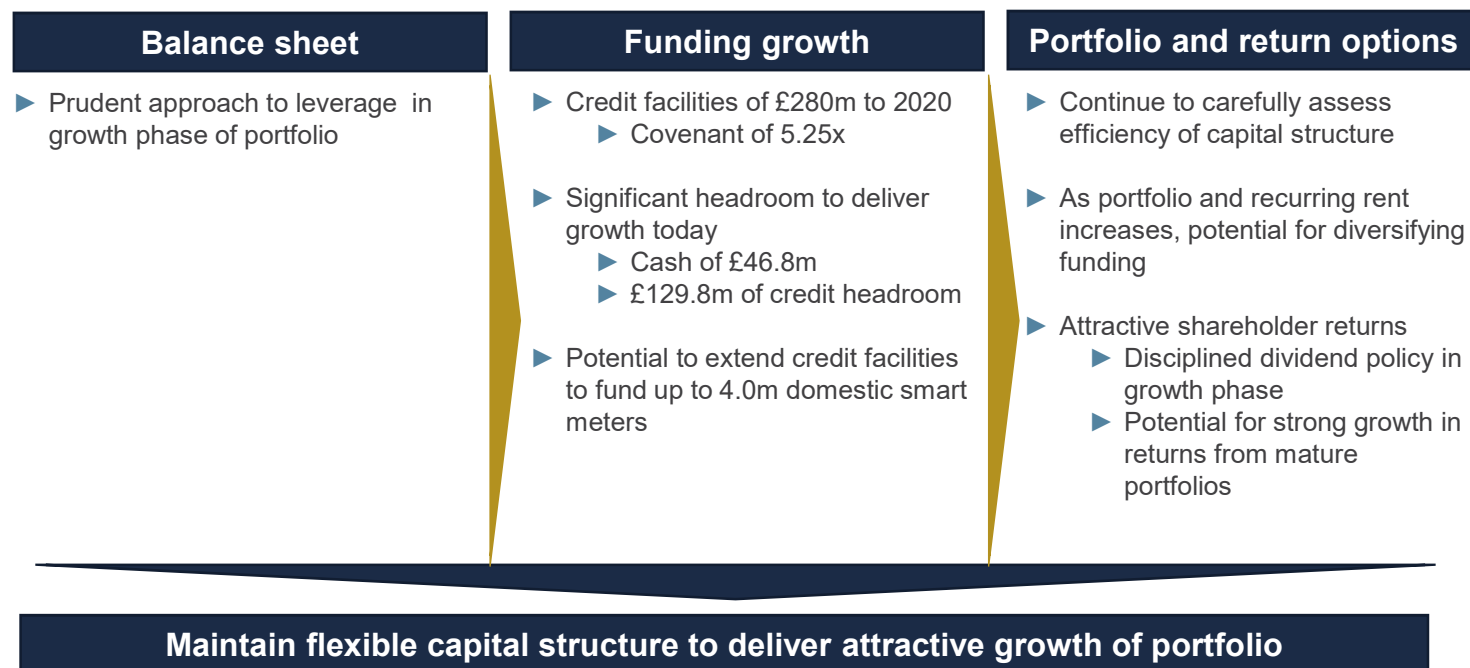 Balance sheet
► Prudent approach to leverage in
growth phase of portfolio
Funding growth
► Credit facilities of £280m to 2020
► Covenant of 5.25x
► Significant headroom to deliver
growth today
► Cash of £46.8m
► £129.8m of credit headroom
► Potential to extend credit facilities
to fund up to 4.0m domestic smart
meters
Portfolio and return options
► Continue to carefully assess
efficiency of capital structure
► As portfolio and recurring rent
increases, potential for diversifying
funding
► Attractive shareholder returns
► Disciplined dividend policy in
growth phase
► Potential for strong growth in
returns from mature
portfolios
Maintain flexible capital structure to deliver attractive growth of portfolio